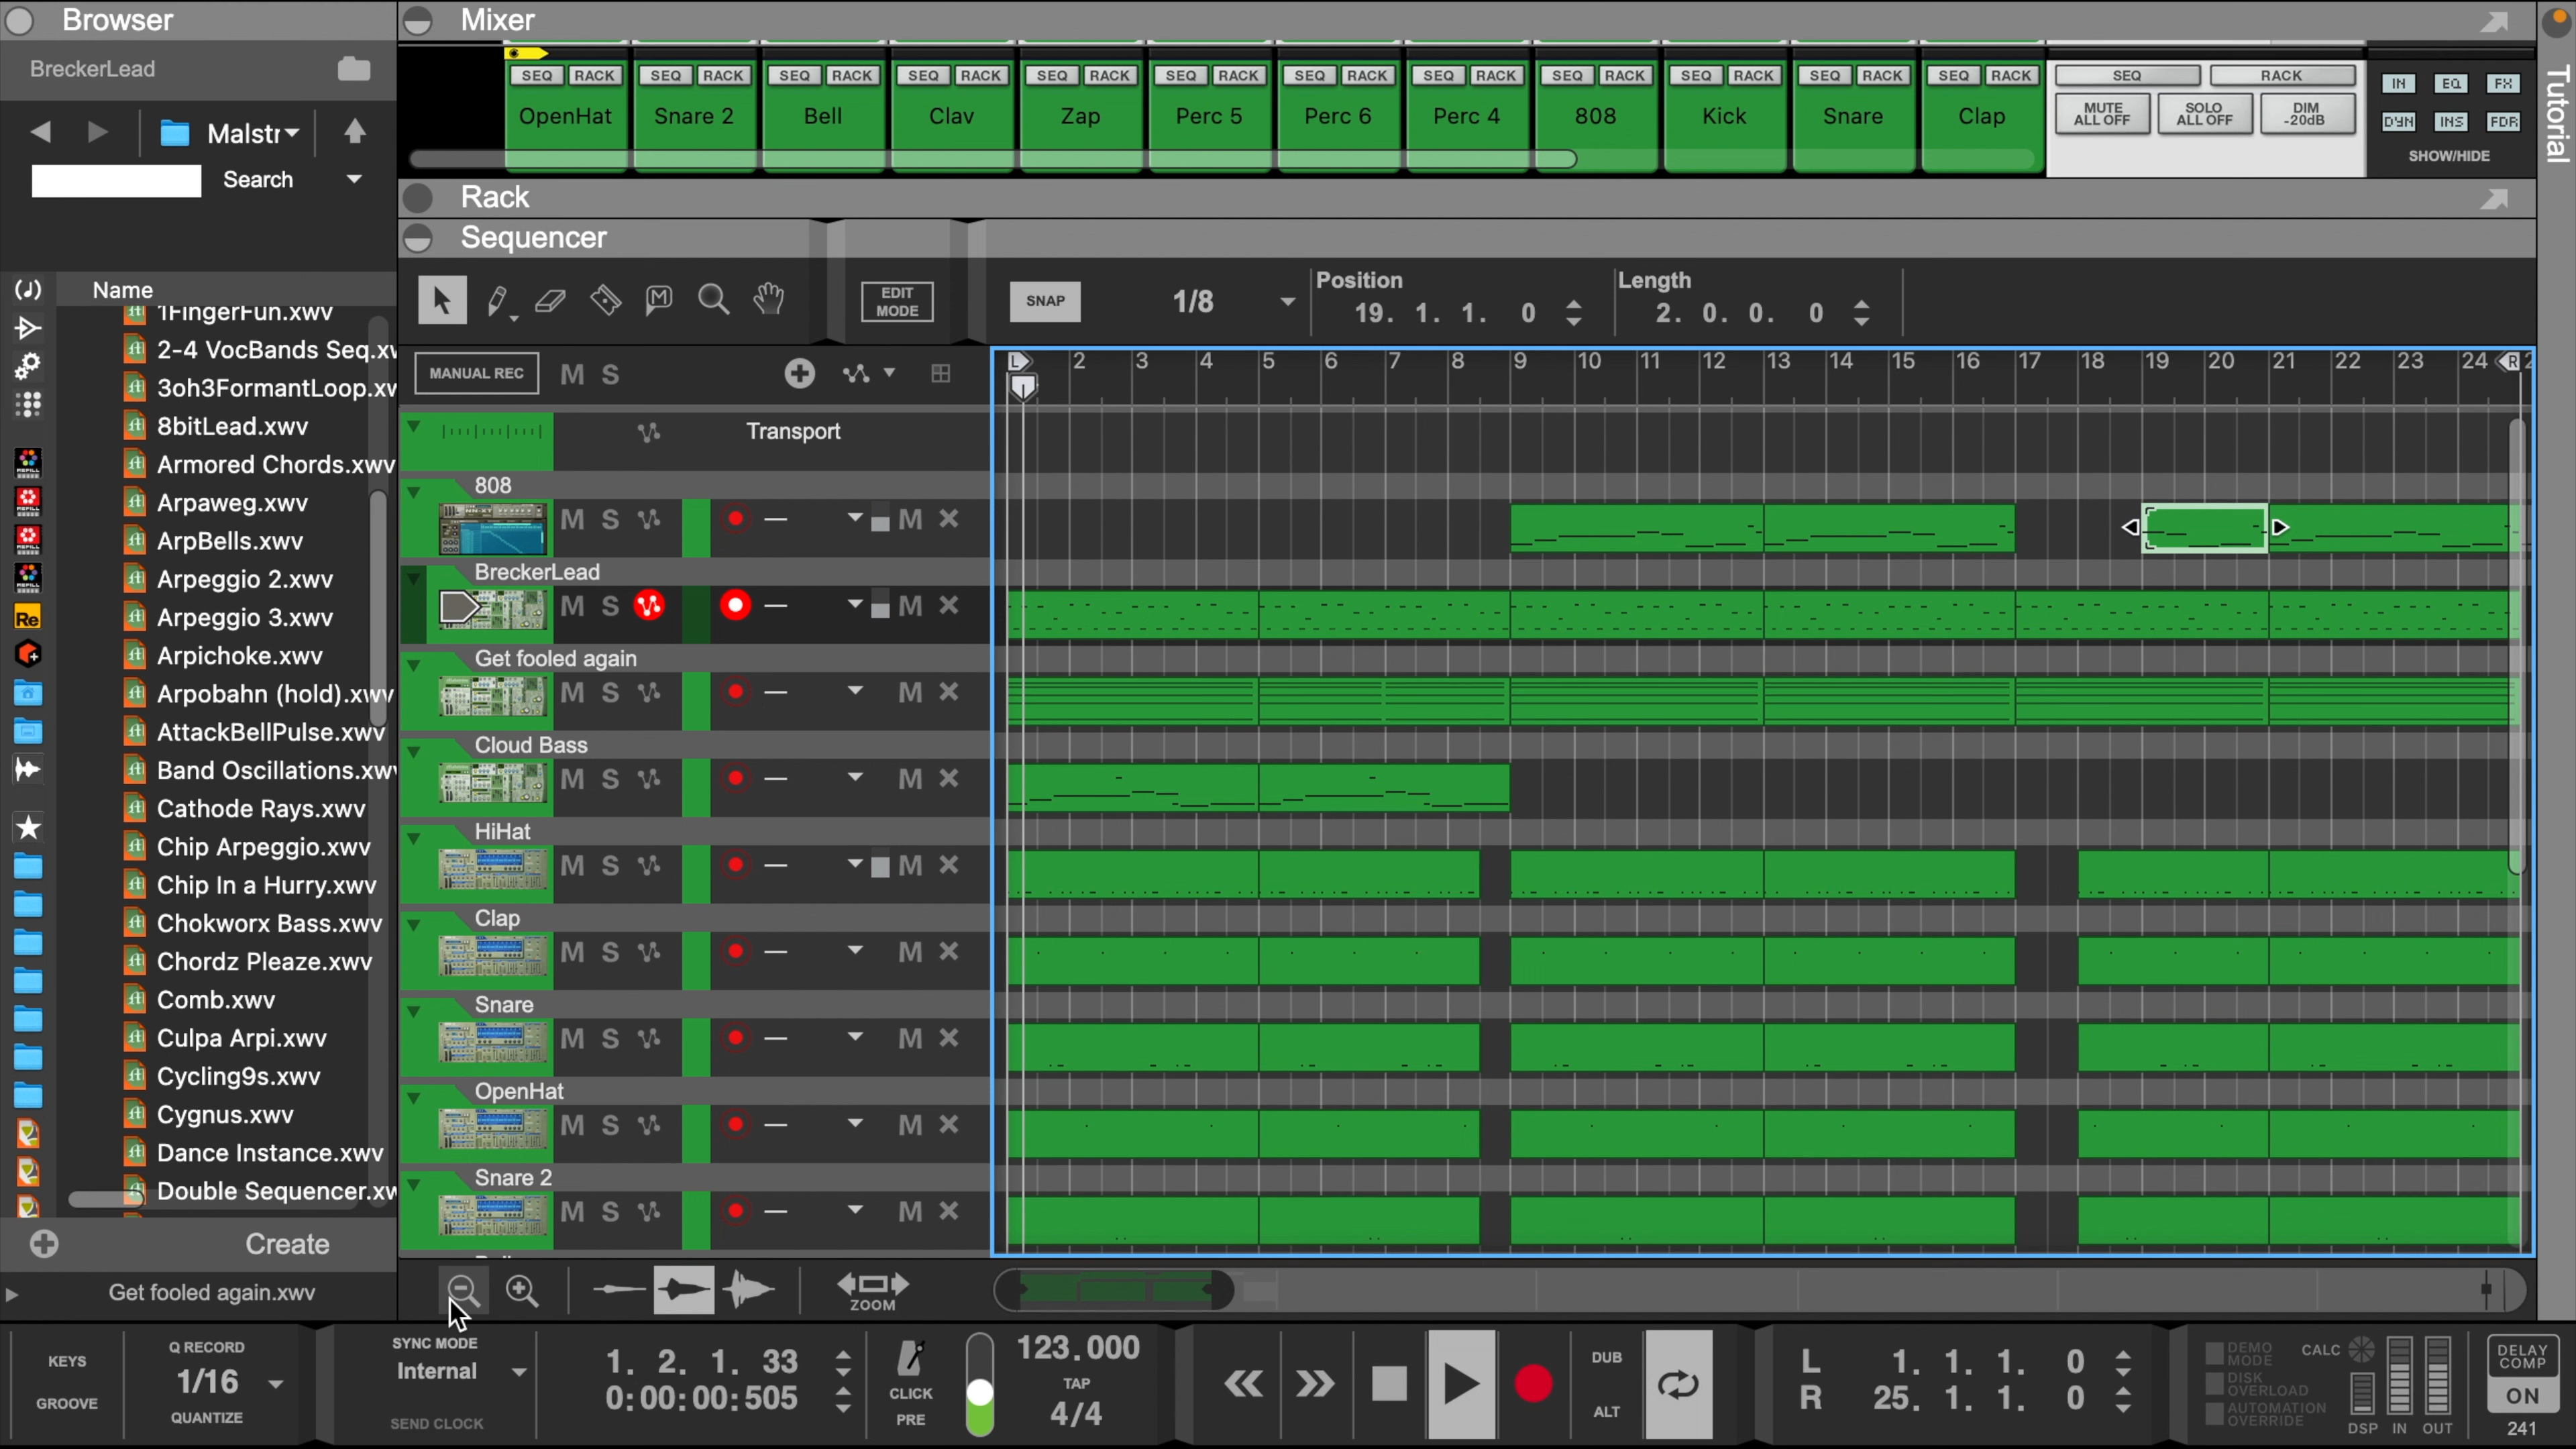 Browser
BreckerLead
Malstr
Search
Name
1FingerFun.xwv
2-4 VocBands Seq.xw
3oh3FormantLoop.xw
8bitLead.xwv
Armored Chords.xwv
Arpaweg.xwv
ArpBells.xwv
Arpeggio 2.xwv
Arpeggio 3.xwv
Arpichoke.xwv
Arpobahn (hold).xwv
AttackBellPulse.xwv
Band Oscillations.xwv
Cathode Rays.xwv
Chip Arpeggio.xwv
Chip In a Hurry.xwv
Chokworx Bass.xwv
Chordz Pleaze.xwv
Comb.xwv
Culpa Arpi.xwv
Cycling9s.xwv
Cygnus.xwv
Dance Instance.xwv
Double Sequencer.xw
Re
Create
Get fooled again.xwv
Mixer
SEQ RACK SEQ RACK SEQ RACK SEQ RACK SEQ RACK SEQ RACK SEQ RACK SEQ RACK SEQ RACK SEQ RACK SEQ RACK SEQ RACK SEQ RACK
OpenHat Snare 2 Bell Clav Zap Perc 5 Perc 6 Perc 4 808 Kick Snare Clap
MUTE ALL OFF SOLO ALL OFF DIM -20dB
IN EQ FX
DYN INS FDR
SHOW/HIDE
Tutorial
Rack
Sequencer
EDIT MODE
SNAP 1/8
Position 19. 1. 1. 0
Length 2. 0. 0. 0
MANUAL REC M S
L 2 3 4 5 6 7 8 9 10 11 12 13 14 15 16 17 18 19 20 21 22 23 24 R
Transport
808
M S M
BreckerLead
M S M
Get fooled again
M S M
Cloud Bass
M S M
HiHat
M S M
Clap
M S M
Snare
M S M
OpenHat
M S M
Snare 2
M S M
ZOOM
KEYS
GROOVE
Q RECORD
1/16
QUANTIZE
SYNC MODE
Internal
SEND CLOCK
1. 2. 1. 33
0:00:00:505
CLICK
PRE
123.000
TAP
4/4
DUB
ALT
L 1. 1. 1. 0
R 25. 1. 1. 0
DEMO MODE
DISK OVERLOAD
AUTOMATION OVERRIDE
CALC
DSP IN OUT
DELAY COMP
ON
241